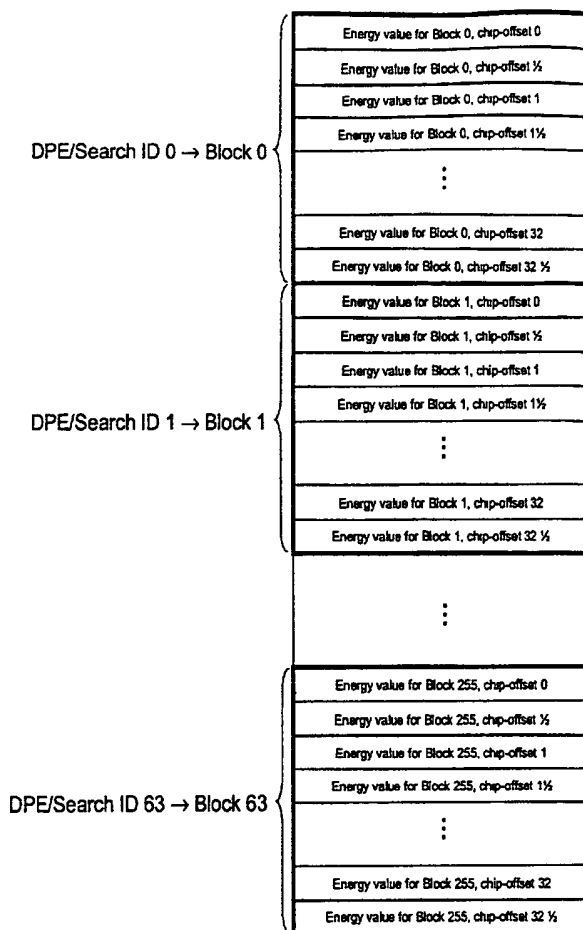 Energy value for Block 0, chip-offset 0
Energy value for Block 0, chip-offset ½
Energy value for Block 0, chip-offset 1
Energy value for Block 0, chip-offset 1½
DPE/Search ID 0 → Block 0
⋮
Energy value for Block 0, chip-offset 32
Energy value for Block 0, chip-offset 32 ½
Energy value for Block 1, chip-offset 0
Energy value for Block 1, chip-offset ½
Energy value for Block 1, chip-offset 1
Energy value for Block 1, chip-offset 1½
DPE/Search ID 1 → Block 1
⋮
Energy value for Block 1, chip-offset 32
Energy value for Block 1, chip-offset 32 ½
⋮
Energy value for Block 255, chip-offset 0
Energy value for Block 255, chip-offset ½
Energy value for Block 255, chip-offset 1
Energy value for Block 255, chip-offset 1½
DPE/Search ID 63 → Block 63
⋮
Energy value for Block 255, chip-offset 32
Energy value for Block 255, chip-offset 32 ½